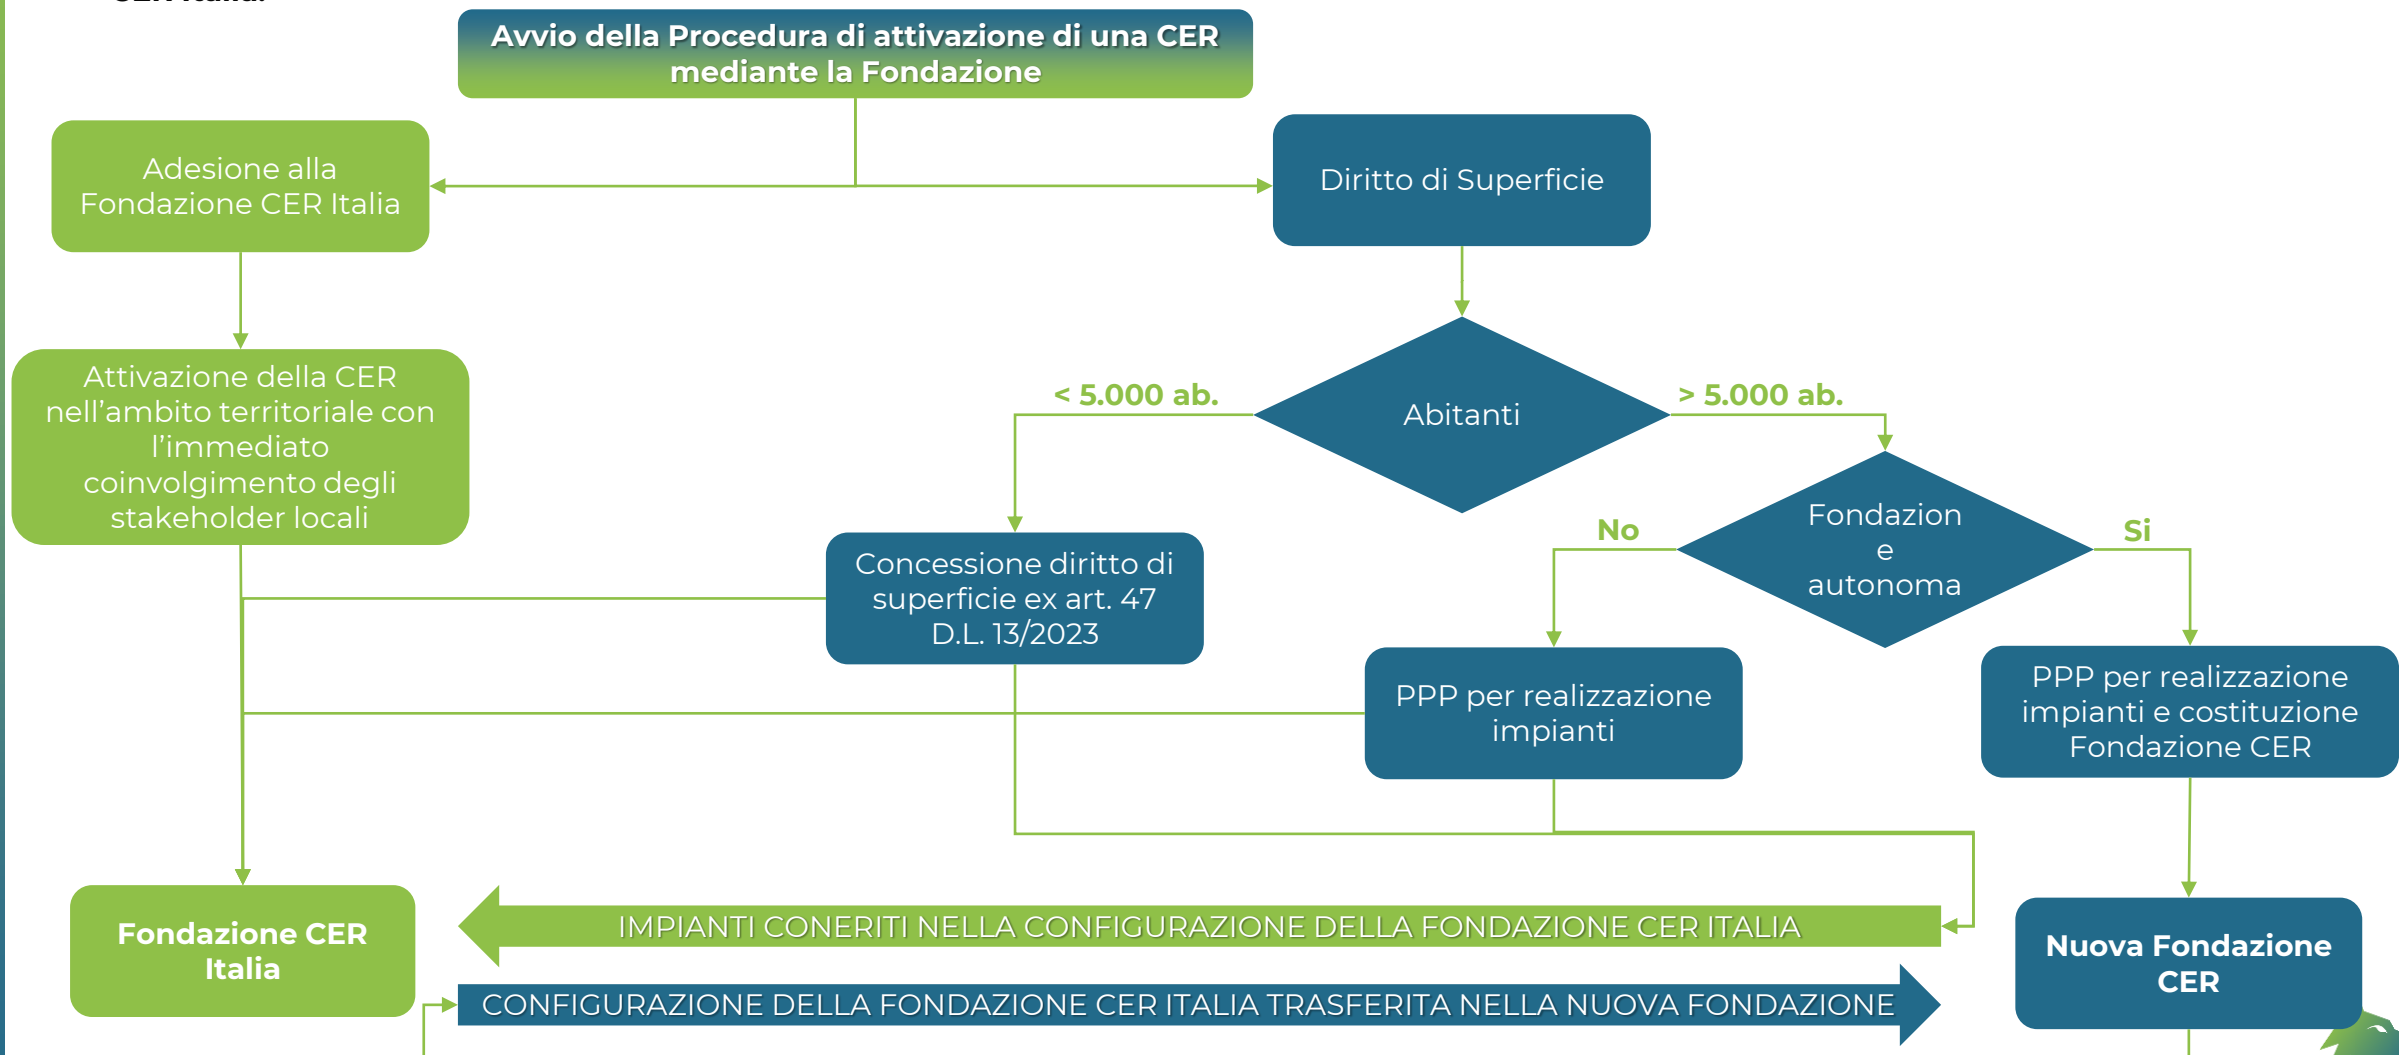 Avvio della Procedura di attivazione di una CER
mediante la Fondazione
Adesione alla
Fondazione CER Italia
Diritto di Superficie
Attivazione della CER
nell'ambito territoriale con
l'immediato
coinvolgimento degli
stakeholder locali
< 5.000 ab.
Abitanti
> 5.000 ab.
No
Fondazion
e
autonoma
Si
Concessione diritto di
superficie ex art. 47
D.L. 13/2023
PPP per realizzazione
impianti
PPP per realizzazione
impianti e costituzione
Fondazione CER
Fondazione CER
Italia
IMPIANTI CONERITI NELLA CONFIGURAZIONE DELLA FONDAZIONE CER ITALIA
CONFIGURAZIONE DELLA FONDAZIONE CER ITALIA TRASFERITA NELLA NUOVA FONDAZIONE
Nuova Fondazione
CER